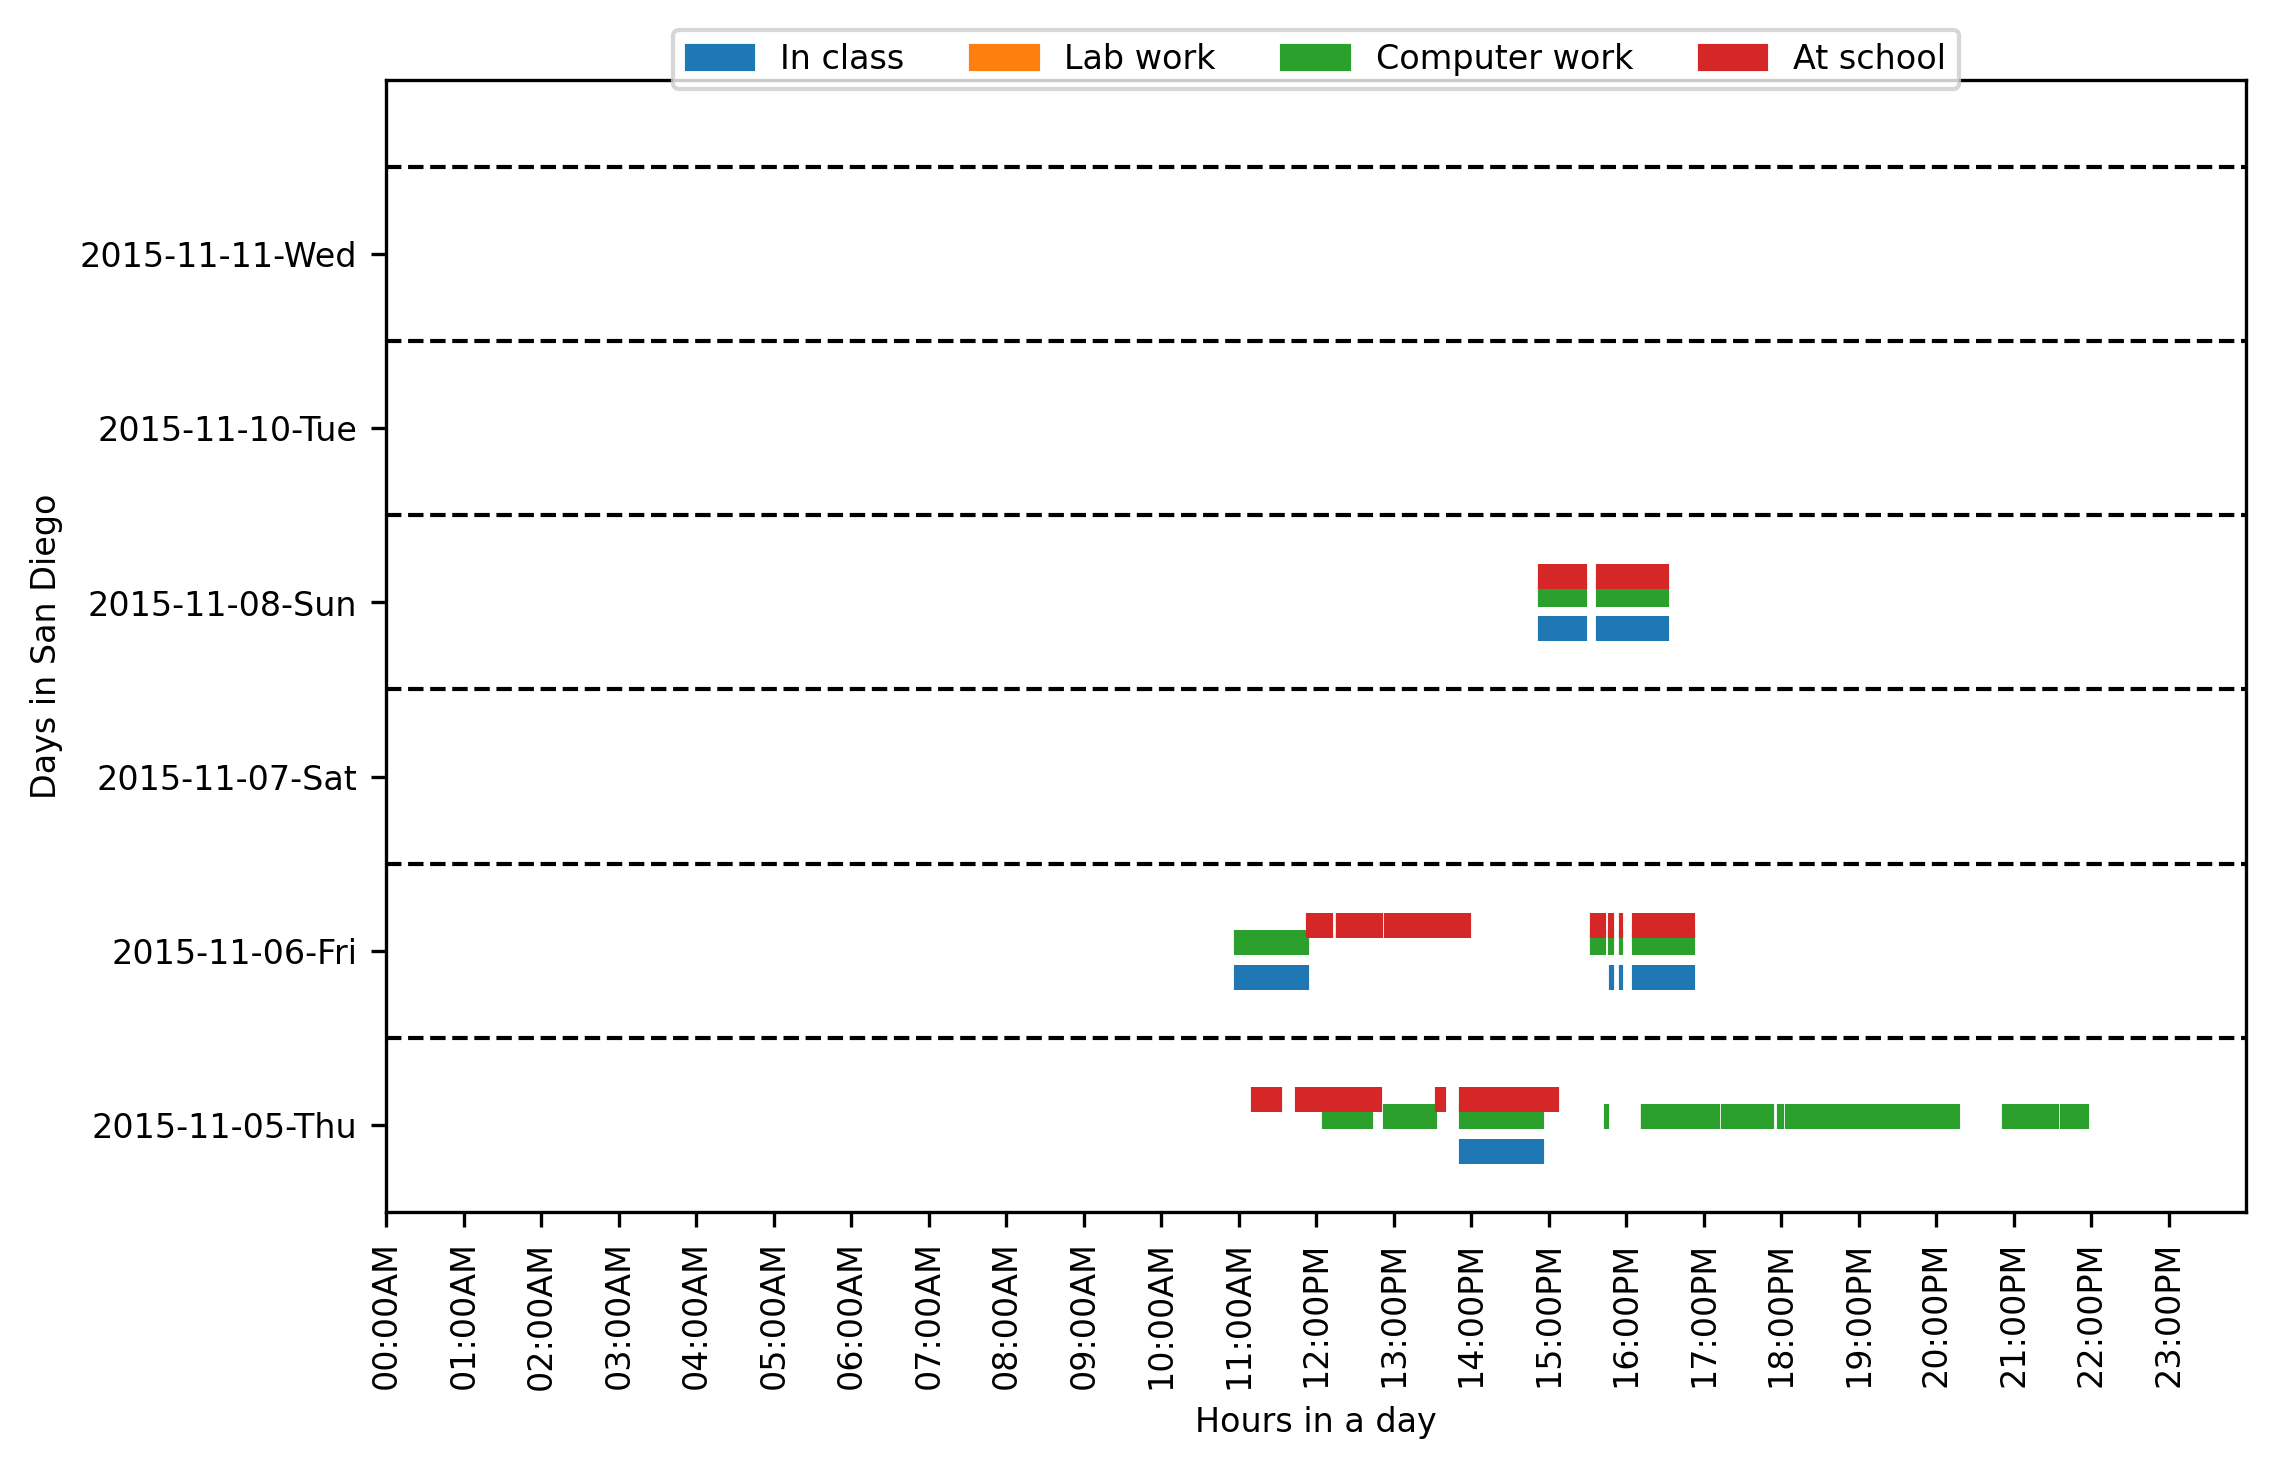 In class Lab work Computer work At school
2015-11-11-Wed
2015-11-10-Tue
2015-11-08-Sun
2015-11-07-Sat
2015-11-06-Fri
2015-11-05-Thu
Days in San Diego
00:00AM
01:00AM
02:00AM
03:00AM
04:00AM
05:00AM
06:00AM
07:00AM
08:00AM
09:00AM
10:00AM
11:00AM
12:00PM
13:00PM
14:00PM
15:00PM
16:00PM
17:00PM
18:00PM
19:00PM
20:00PM
21:00PM
22:00PM
23:00PM
Hours in a day